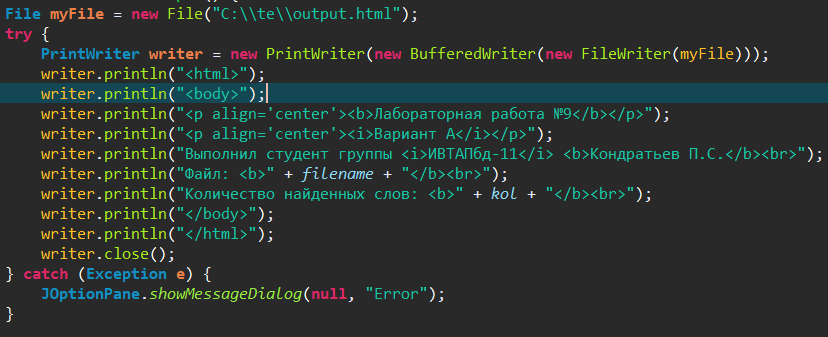 File myFile = new File("C:\\te\\output.html");
try {
    PrintWriter writer = new PrintWriter(new BufferedWriter(new FileWriter(myFile)));
    writer.println("<html>");
    writer.println("<body>");
    writer.println("<p align='center'><b>Лабораторная работа №9</b></p>");
    writer.println("<p align='center'><i>Вариант А</i></p>");
    writer.println("Выполнил студент группы <i>ИВТАПбд-11</i> <b>Кондратьев П.С.</b><br>");
    writer.println("Файл: <b>" + filename + "</b><br>");
    writer.println("Количество найденных слов: <b>" + kol + "</b><br>");
    writer.println("</body>");
    writer.println("</html>");
    writer.close();
} catch (Exception e) {
    JOptionPane.showMessageDialog(null, "Error");
}